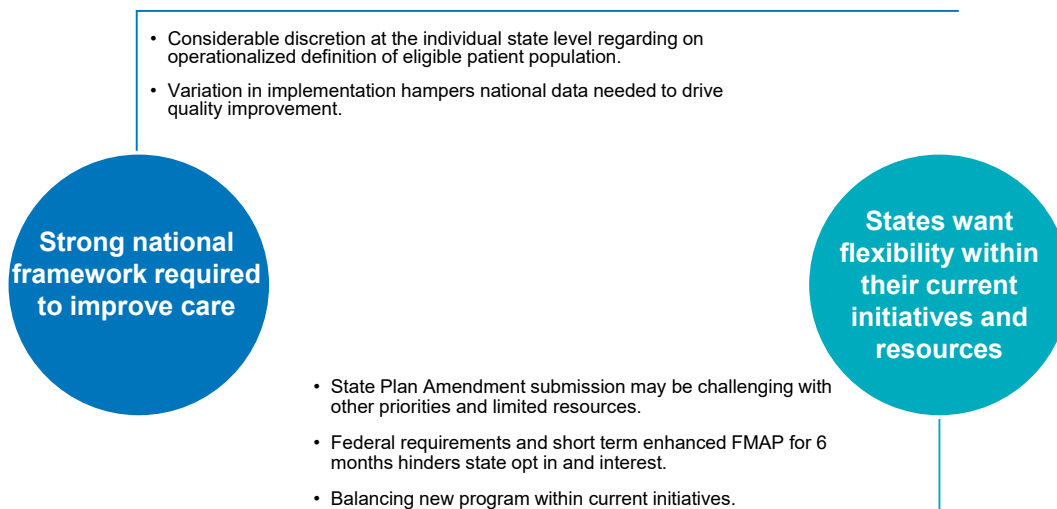 • Considerable discretion at the individual state level regarding on
operationalized definition of eligible patient population.
• Variation in implementation hampers national data needed to drive
quality improvement.
Strong national
framework required
to improve care
States want
flexibility within
their current
initiatives and
resources
• State Plan Amendment submission may be challenging with
other priorities and limited resources.
• Federal requirements and short term enhanced FMAP for 6
months hinders state opt in and interest.
• Balancing new program within current initiatives.